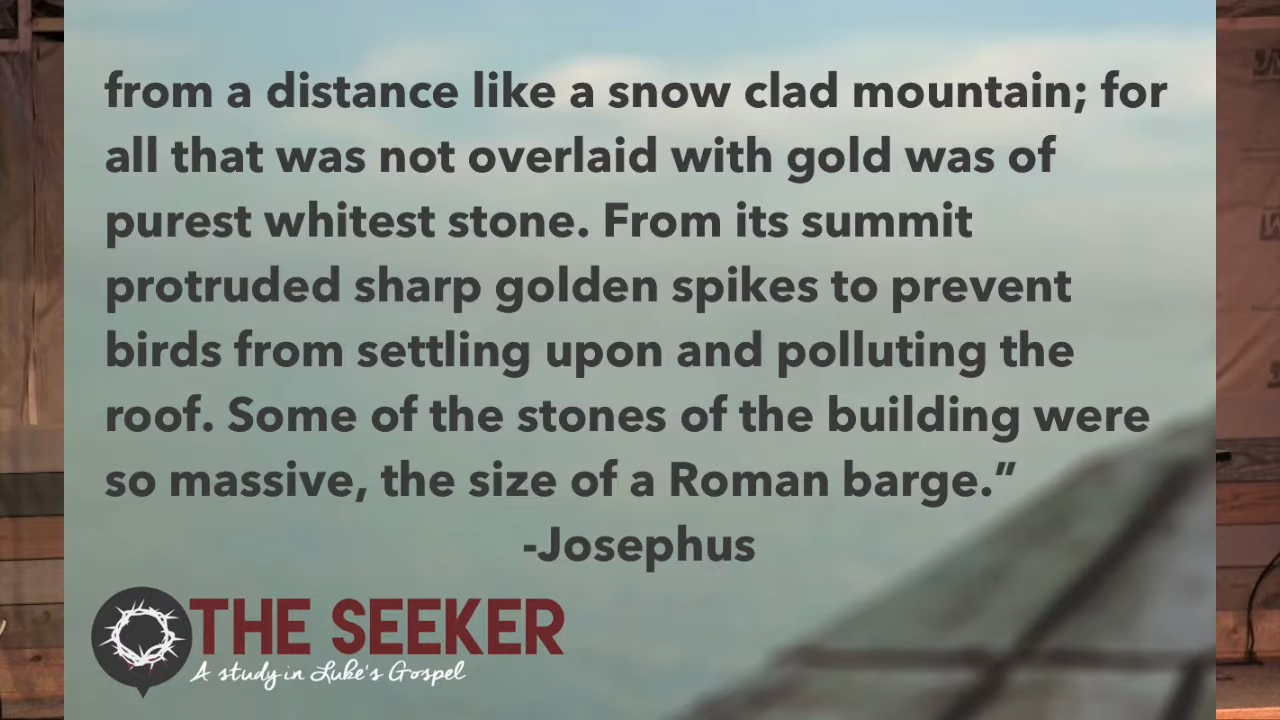 from a distance like a snow clad mountain; for
all that was not overlaid with gold was of
purest whitest stone. From its summit
protruded sharp golden spikes to prevent
birds from settling upon and polluting the
roof. Some of the stones of the building were
so massive, the size of a Roman barge.”
-Josephus
THE SEEKER
A study in Luke's Gospel